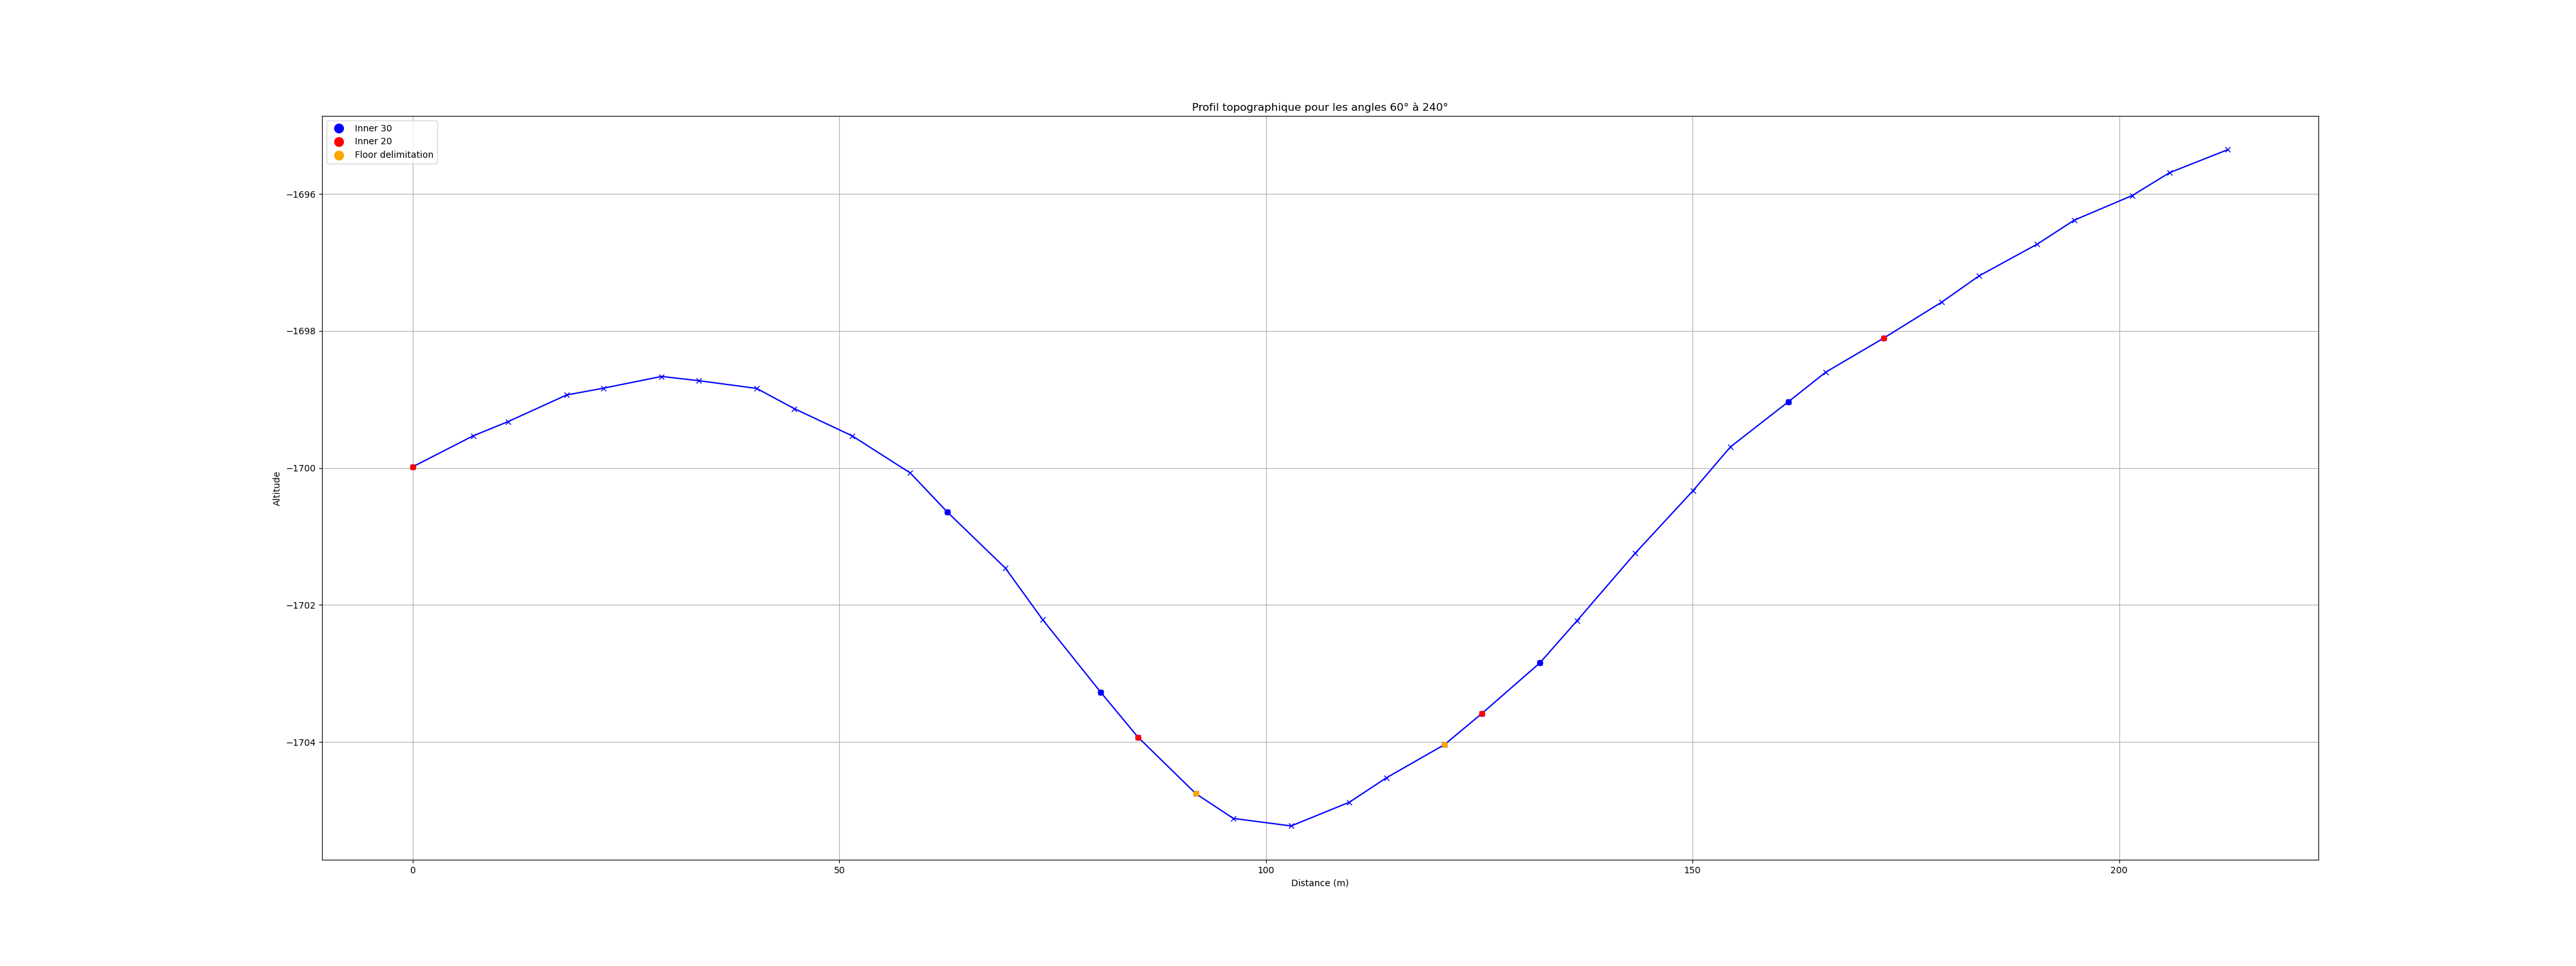 Profil topographique pour les angles 60° à 240°
Inner 30
Inner 20
Floor delimitation
−1696
−1698
−1700
−1702
−1704
Altitude
0 50 100 150 200
Distance (m)